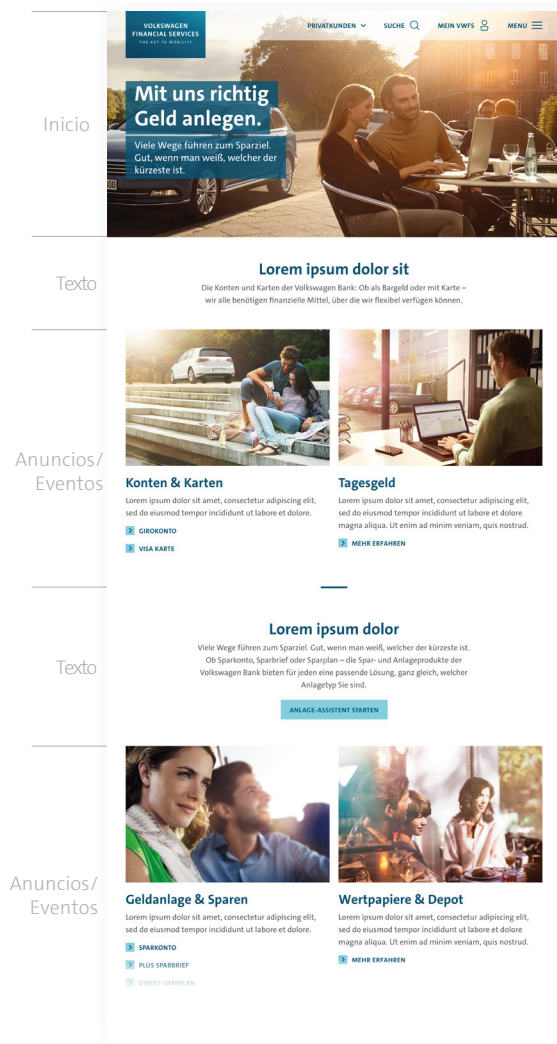 VOLKSWAGEN
FINANCIAL SERVICES
THE KEY TO MOBILITY
PRIVATKUNDEN
SUCHE
MEIN VWFS
MENU
Inicio
Mit uns richtig
Geld anlegen.
Viele Wege führen zum Sparziel.
Gut, wenn man weiß, welcher der
kürzeste ist.
Texto
Lorem ipsum dolor sit
Die Konten und Karten der Volkswagen Bank: Ob als Bargeld oder mit Karte –
wir alle benötigen finanzielle Mittel, über die wir flexibel verfügen können.
Anuncios/
Eventos
Konten & Karten
Lorem ipsum dolor sit amet, consectetur adipiscing elit,
sed do eiusmod tempor incididunt ut labore et dolore.
GIROKONTO
VISA KARTE
Tagesgeld
Lorem ipsum dolor sit amet, consectetur adipiscing elit,
sed do eiusmod tempor incididunt ut labore et dolore
magna aliqua. Ut enim ad minim veniam, quis nostrud.
MEHR ERFAHREN
Texto
Lorem ipsum dolor
Viele Wege führen zum Sparziel. Gut, wenn man weiß, welcher der kürzeste ist.
Ob Sparkonto, Sparbrief oder Sparplan – die Spar- und Anlageprodukte der
Volkswagen Bank bieten für jeden eine passende Lösung, ganz gleich, welcher
Anlagetyp Sie sind.
ANLAGE-ASSISTENT STARTEN
Anuncios/
Eventos
Geldanlage & Sparen
Lorem ipsum dolor sit amet, consectetur adipiscing elit,
sed do eiusmod tempor incididunt ut labore et dolore.
SPARKONTO
PLUS SPARBRIEF
DIREKT-SPARPLAN
Wertpapiere & Depot
Lorem ipsum dolor sit amet, consectetur adipiscing elit,
sed do eiusmod tempor incididunt ut labore et dolore
magna aliqua. Ut enim ad minim veniam, quis nostrud.
MEHR ERFAHREN